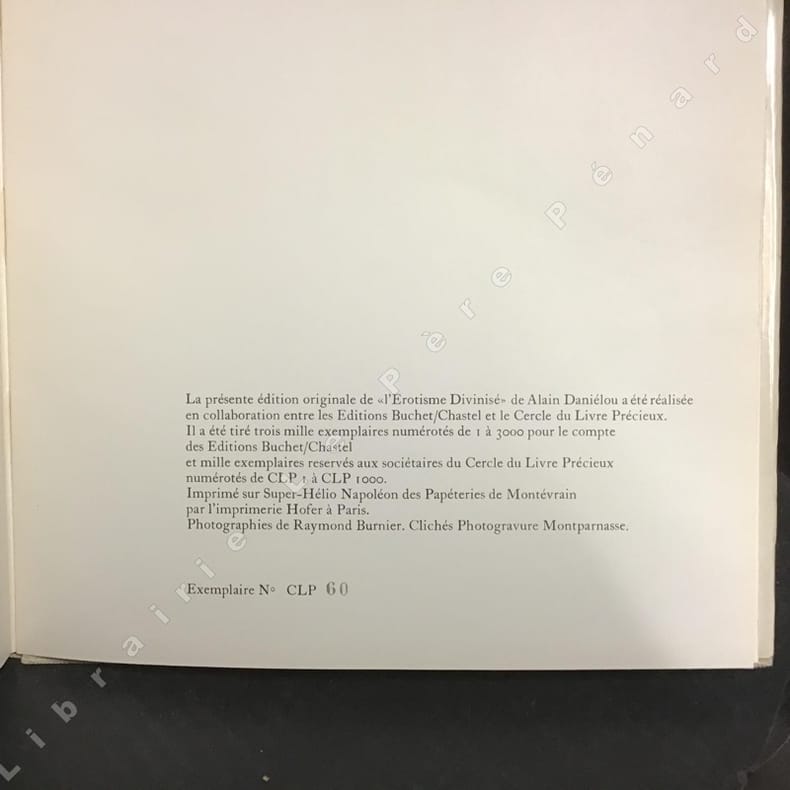 La présente édition originale de «l'Érotisme Divinisé» de Alain Daniélou a été réalisée
en collaboration entre les Editions Buchet/Chastel et le Cercle du Livre Précieux.
Il a été tiré trois mille exemplaires numérotés de 1 à 3000 pour le compte
des Editions Buchet/Chastel
et mille exemplaires reservés aux sociétaires du Cercle du Livre Précieux
numérotés de CLP 1 à CLP 1000.
Imprimé sur Super-Hélio Napoléon des Papéteries de Montévrain
par l'imprimerie Hofer à Paris.
Photographies de Raymond Burnier. Clichés Photogravure Montparnasse.
Exemplaire Nº CLP 60
Librairie Le Père Pénard